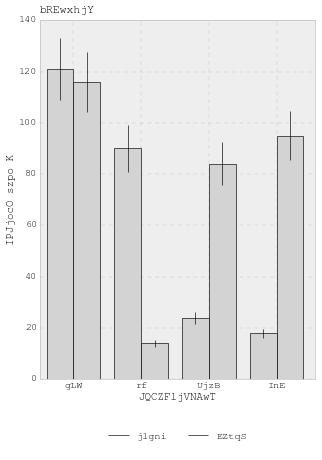 bREwxhjY
140
120
100
80
60
40
20
0
IPJjocO szpo K
gLW rf UjzB InE
JQCZFljVNAwT
jlgni EZtqS